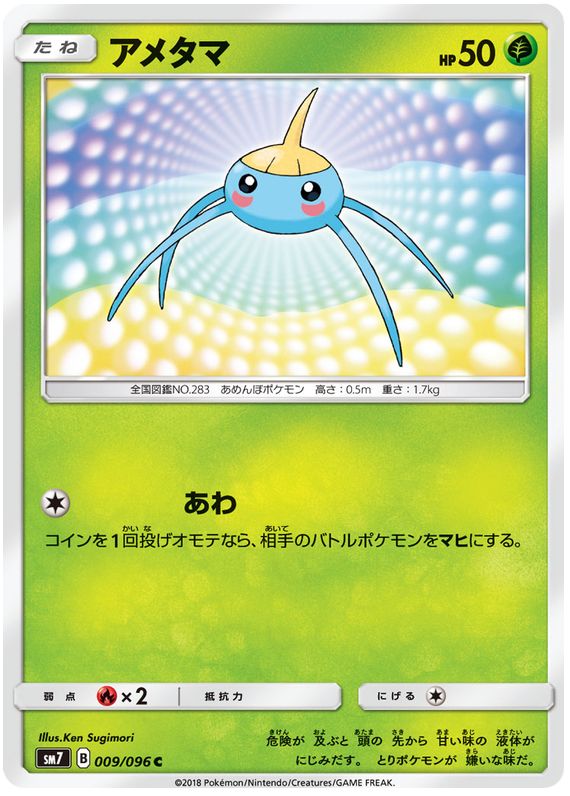 たね アメタマ HP50
全国図鑑NO.283 あめんぼポケモン 高さ：0.5m 重さ：1.7kg
あわ
コインを1回投げオモテなら、相手のバトルポケモンをマヒにする。
弱点 ×2 抵抗力 にげる
Illus.Ken Sugimori
危険が 及ぶと 頭の 先から 甘い味の 液体が
にじみだす。 とりポケモンが 嫌いな味だ。
SM7 B 009/096 C
©2018 Pokémon/Nintendo/Creatures/GAME FREAK.